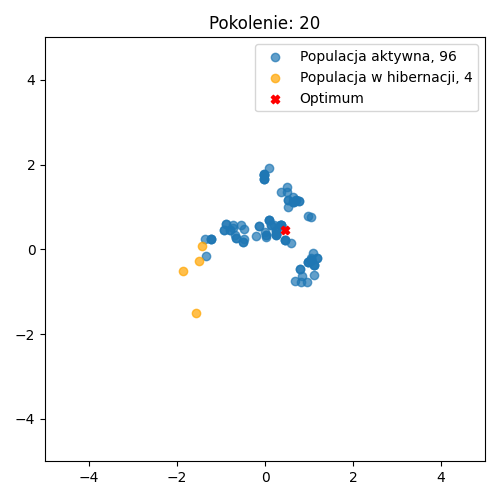 Pokolenie: 20
Populacja aktywna, 96
Populacja w hibernacji, 4
Optimum
4
2
0
−2
−4
−4 −2 0 2 4